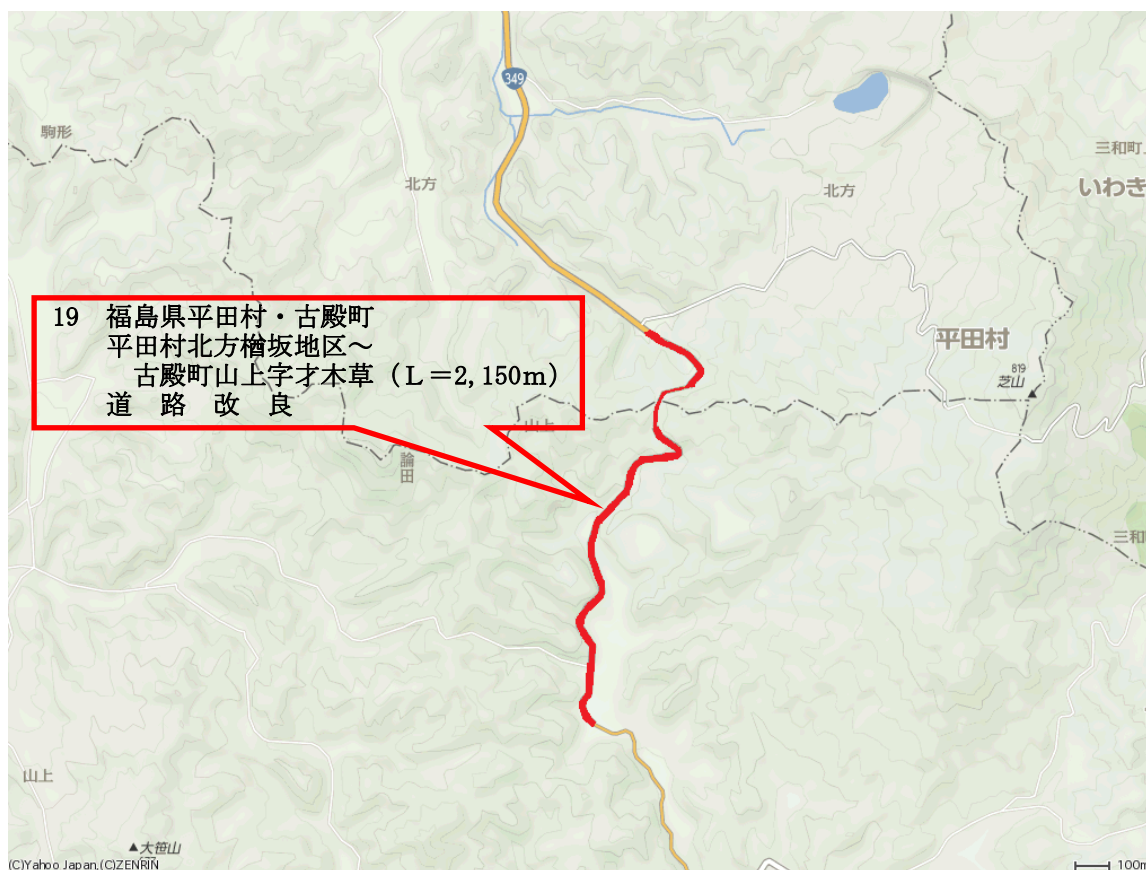 349
駒形
三和町
北方
北方
いわき
19 福島県平田村・古殿町
平田村北方楢坂地区～
古殿町山上字才木草（Ｌ＝2,150m）
道 路 改 良
平田村
819
芝山
山上
論田
三和
山上
大笹山
(C)Yahoo Japan,(C)ZENRIN
100m